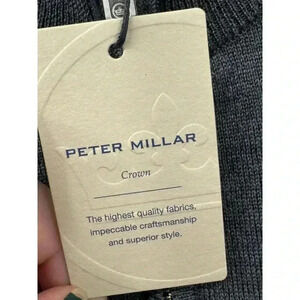 PETER MILLAR
Crown
The highest quality fabrics,
impeccable craftsmanship
and superior style.